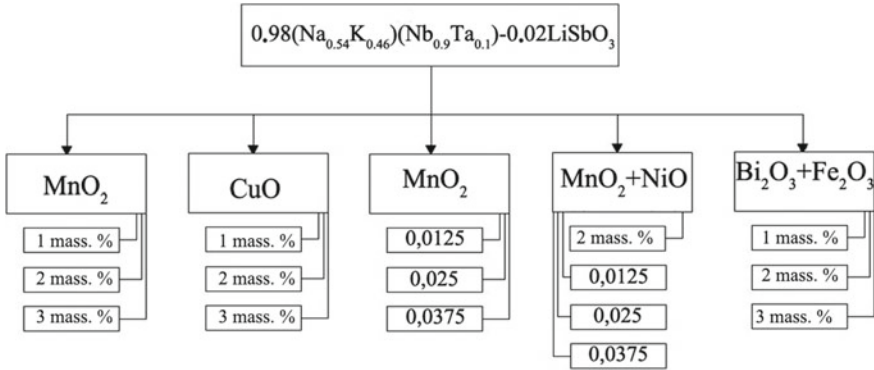 0.98(Na₀.₅₄K₀.₄₆)(Nb₀.₉Ta₀.₁)-0.02LiSbO₃
MnO₂
1 mass. %
2 mass. %
3 mass. %
CuO
1 mass. %
2 mass. %
3 mass. %
MnO₂
0,0125
0,025
0,0375
MnO₂+NiO
2 mass. %
0,0125
0,025
0,0375
Bi₂O₃+Fe₂O₃
1 mass. %
2 mass. %
3 mass. %